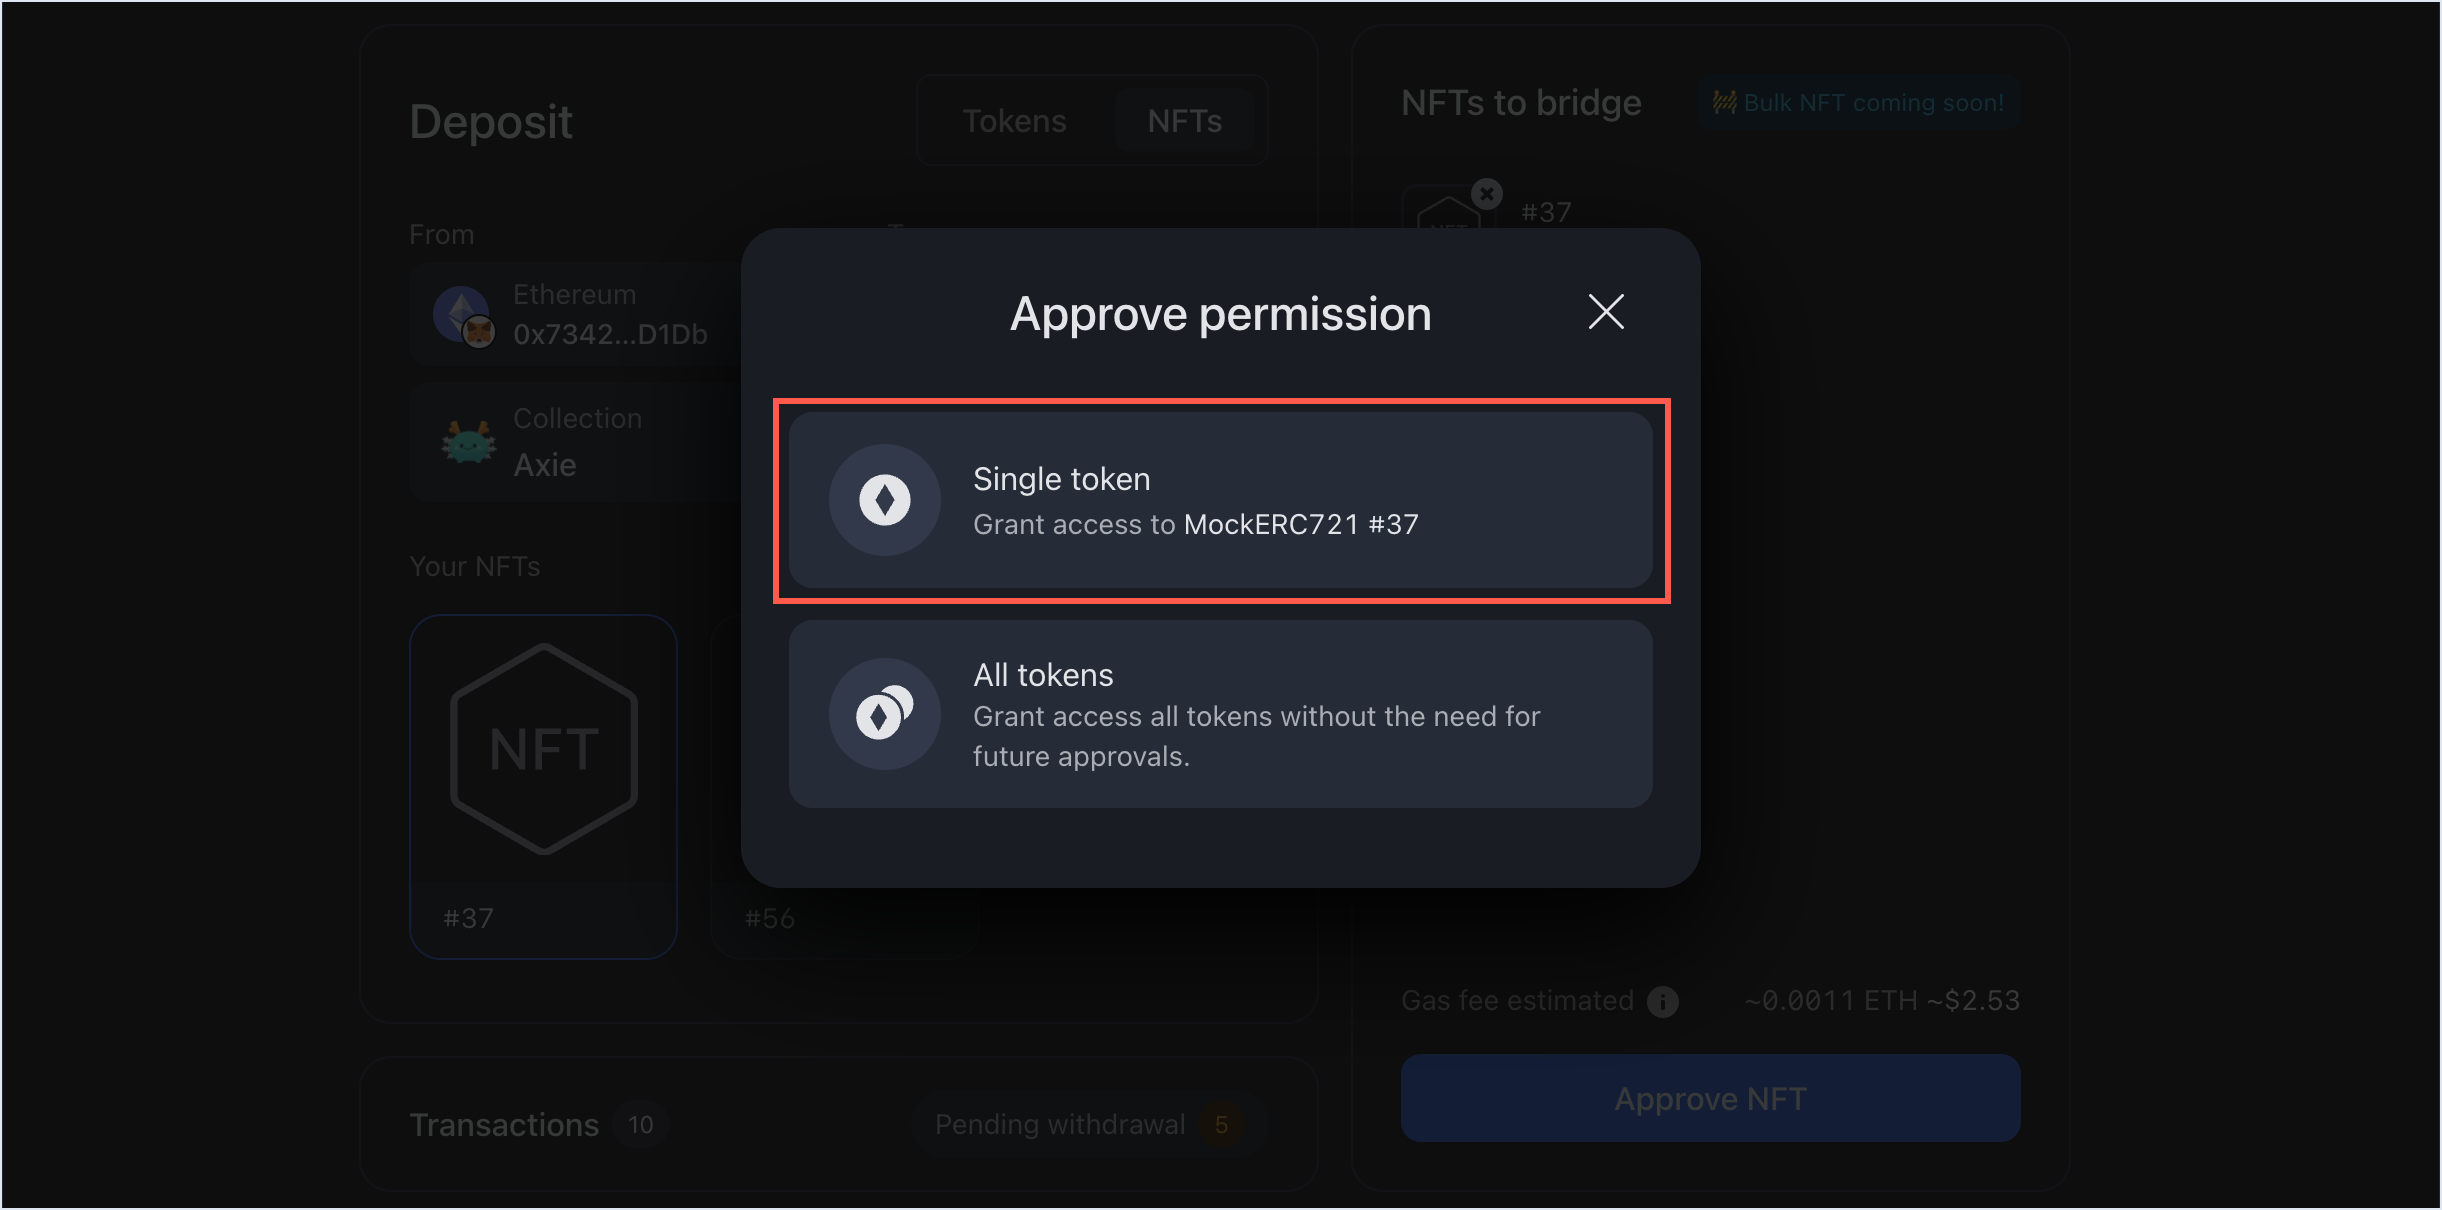 Deposit
Tokens
NFTs
From
Ethereum
0x7342...D1Db
Collection
Axie
Your NFTs
NFT
#37
#56
NFTs to bridge
🚧 Bulk NFT coming soon!
#37
Approve permission
Single token
Grant access to MockERC721 #37
All tokens
Grant access all tokens without the need for
future approvals.
Gas fee estimated
~0.0011 ETH ~$2.53
Approve NFT
Transactions 10
Pending withdrawal 5